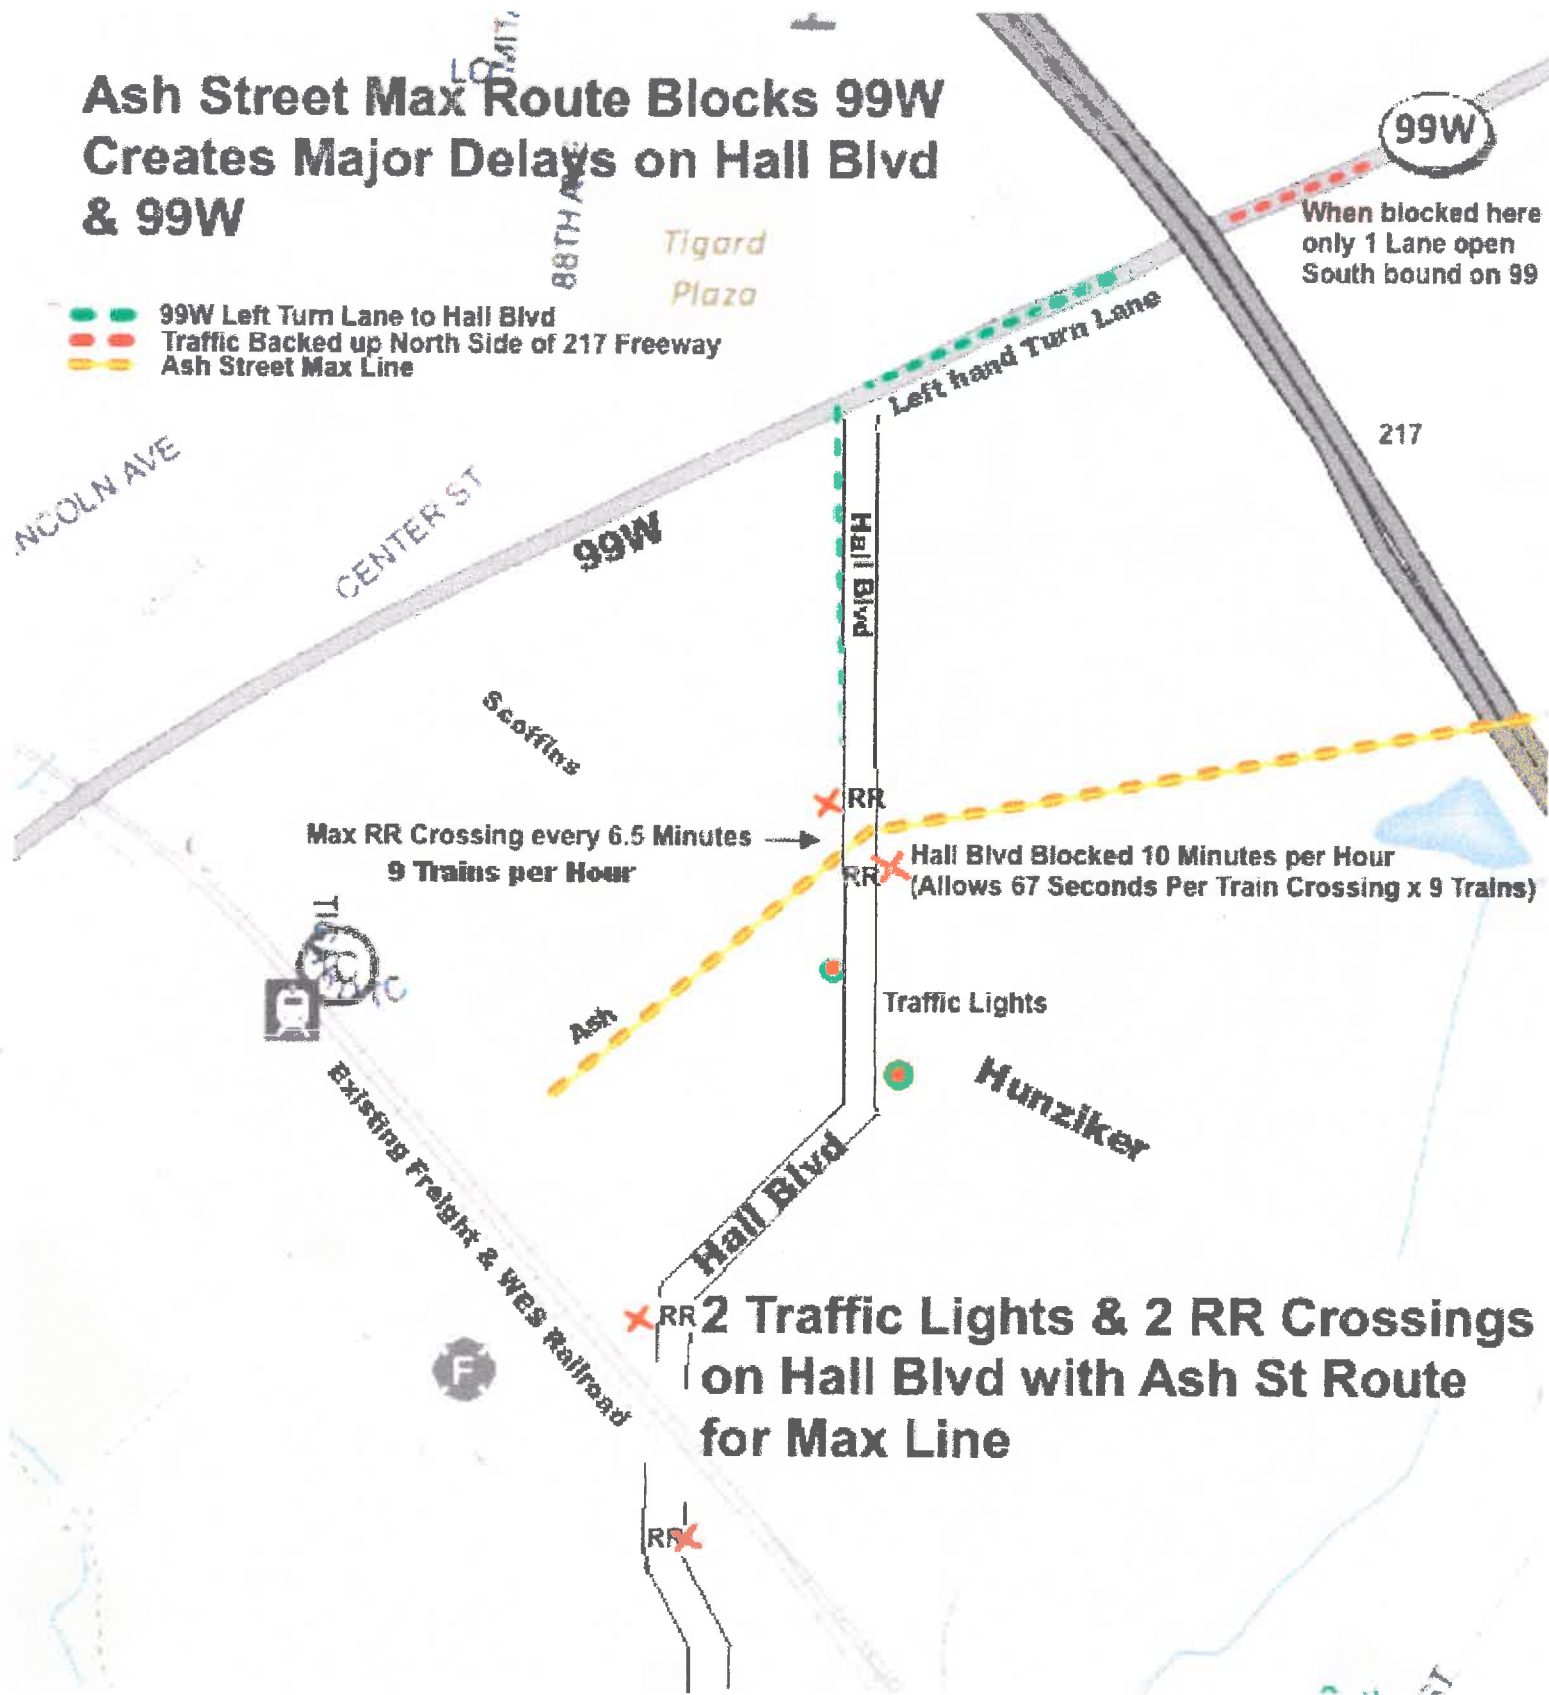 Ash Street Max Route Blocks 99W
Creates Major Delays on Hall Blvd
& 99W
88TH AVE
Tigard
Plaza
99W
When blocked here
only 1 Lane open
South bound on 99
99W Left Turn Lane to Hall Blvd
Traffic Backed up North Side of 217 Freeway
Ash Street Max Line
Left hand Turn Lane
217
NCOLN AVE
CENTER ST
99W
Hall Blvd
Scoffins
RR
Max RR Crossing every 6.5 Minutes
9 Trains per Hour
Hall Blvd Blocked 10 Minutes per Hour
(Allows 67 Seconds Per Train Crossing x 9 Trains)
RR
C
Ash
Traffic Lights
Hunziker
Existing Freight & WES Railroad
Hall Blvd
RR
2 Traffic Lights & 2 RR Crossings
on Hall Blvd with Ash St Route
for Max Line
F
RR
ST